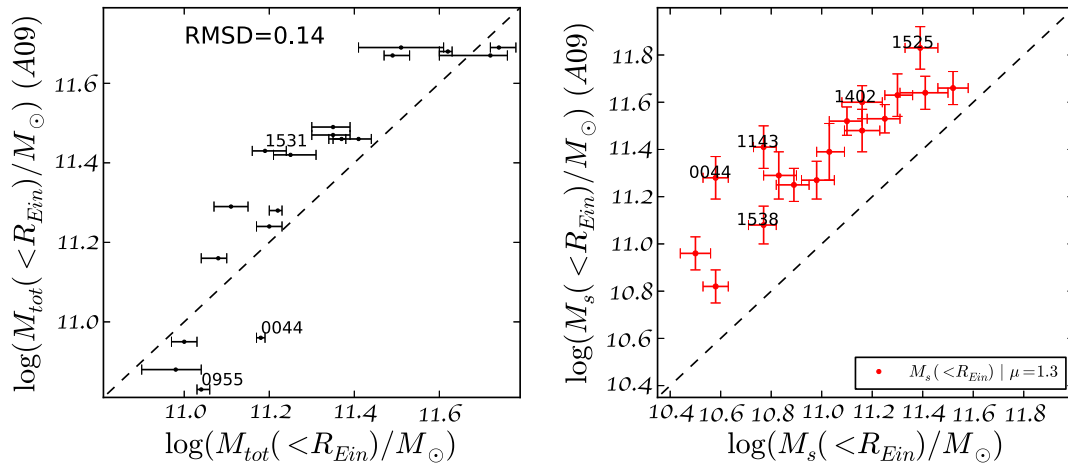 RMSD=0.14
log(M_tot(<R_Ein)/M_⊙) (A09)
11.6
11.4
11.2
11.0
1531
0044
0955
11.0 11.2 11.4 11.6
log(M_tot(<R_Ein)/M_⊙)
log(M_s(<R_Ein)/M_⊙) (A09)
11.8
11.6
11.4
11.2
11.0
10.8
10.6
10.4
1525
1402
1143
0044
1538
M_s(<R_Ein) | μ=1.3
10.4 10.6 10.8 11.0 11.2 11.4 11.6 11.8
log(M_s(<R_Ein)/M_⊙)